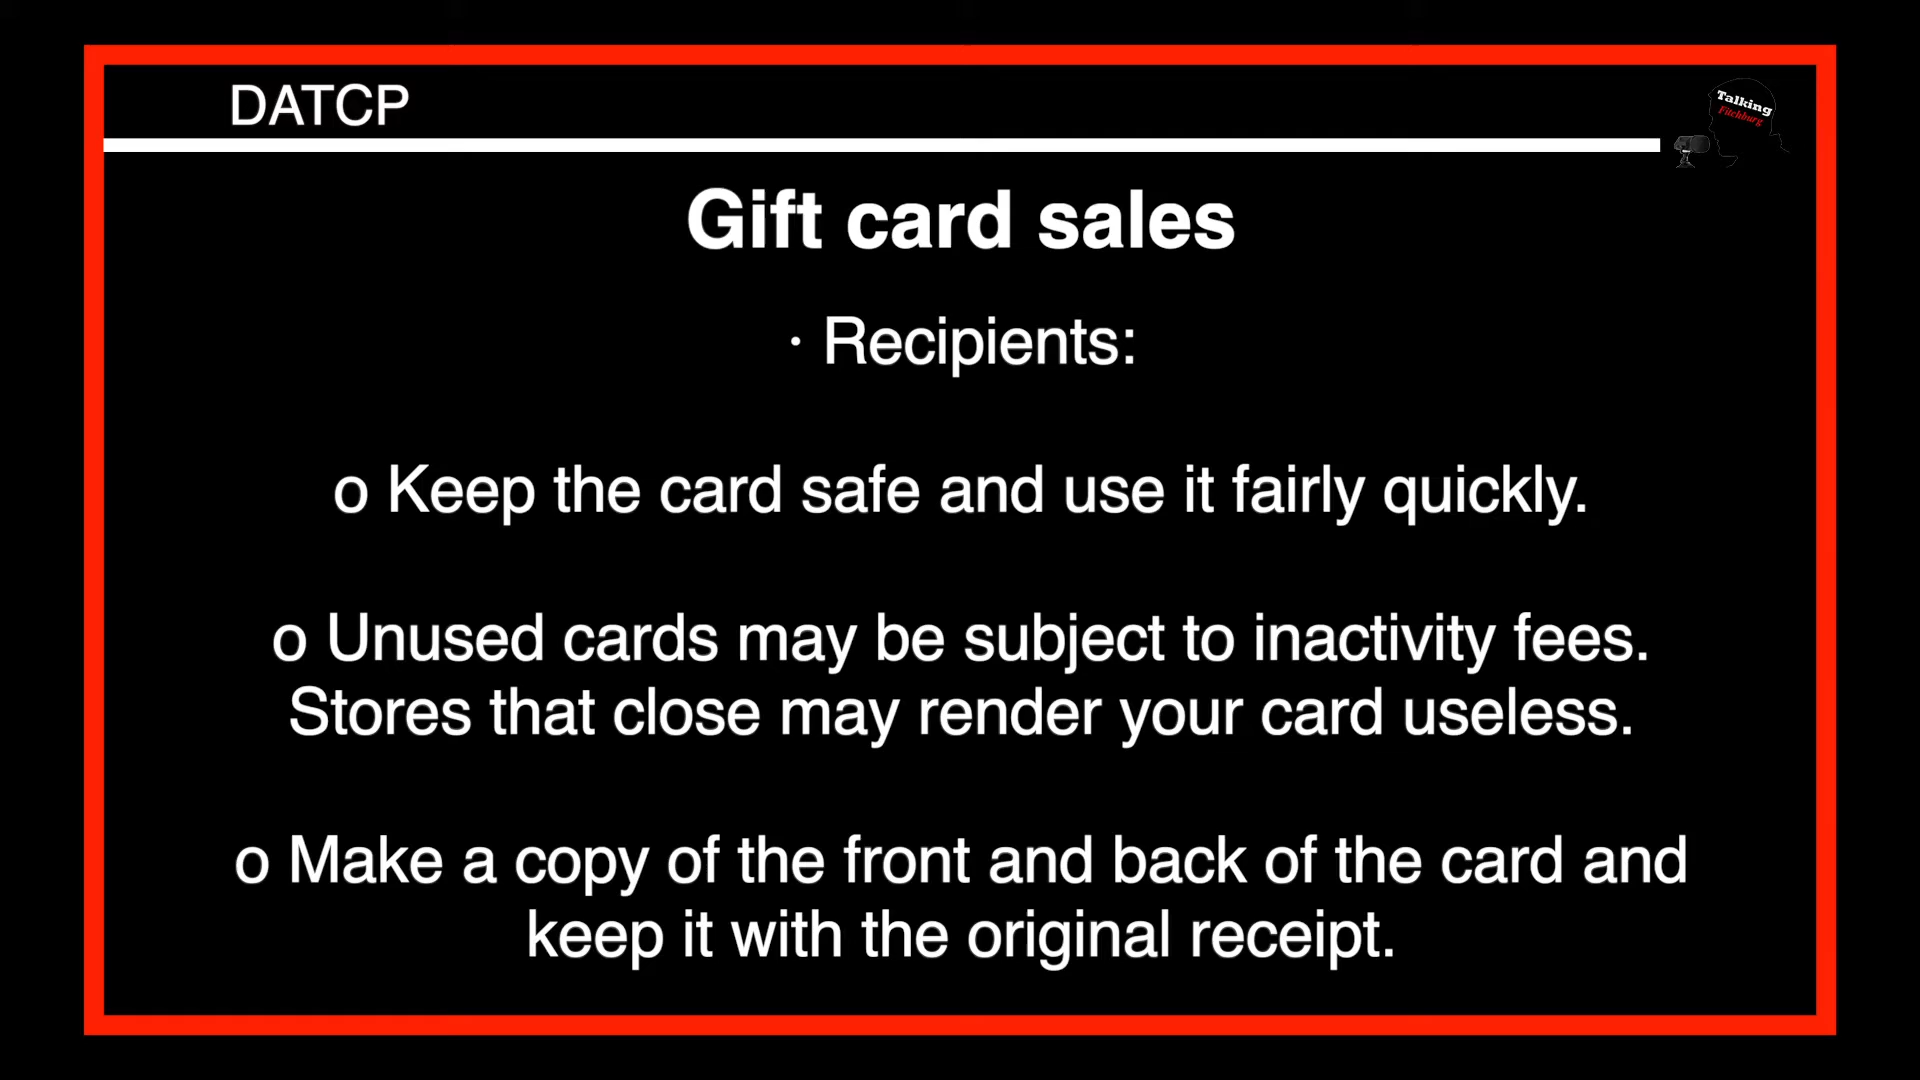 DATCP
Talking
Fitchburg
Gift card sales
· Recipients:
o Keep the card safe and use it fairly quickly.
o Unused cards may be subject to inactivity fees.
Stores that close may render your card useless.
o Make a copy of the front and back of the card and
keep it with the original receipt.